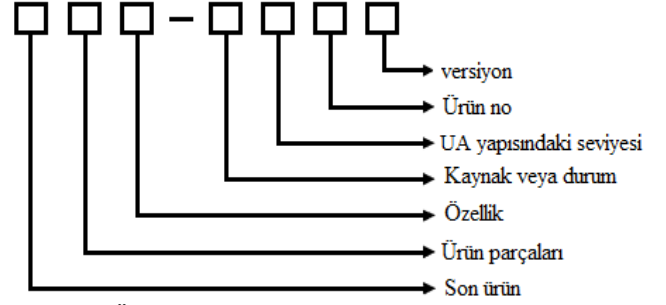 versiyon
Ürün no
UA yapısındaki seviyesi
Kaynak veya durum
Özellik
Ürün parçaları
Son ürün